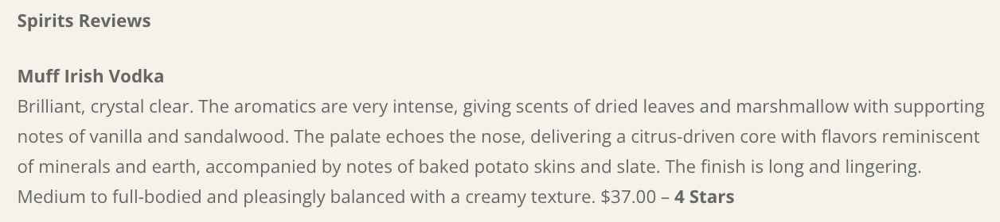 Spirits Reviews
Muff Irish Vodka
Brilliant, crystal clear. The aromatics are very intense, giving scents of dried leaves and marshmallow with supporting
notes of vanilla and sandalwood. The palate echoes the nose, delivering a citrus-driven core with flavors reminiscent
of minerals and earth, accompanied by notes of baked potato skins and slate. The finish is long and lingering.
Medium to full-bodied and pleasingly balanced with a creamy texture. $37.00 – 4 Stars